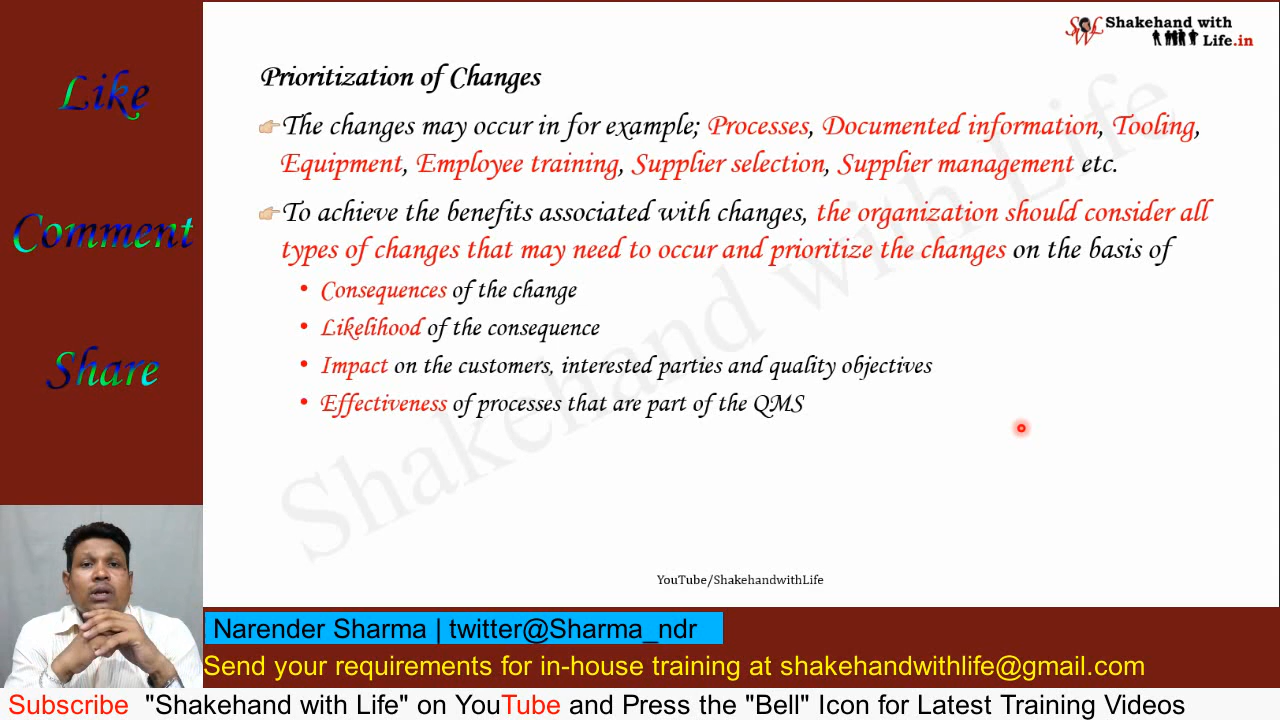 Shakehand with
Life.in
SWL
Like
Comment
Share
Prioritization of Changes
The changes may occur in for example; Processes, Documented information, Tooling,
Equipment, Employee training, Supplier selection, Supplier management etc.
To achieve the benefits associated with changes, the organization should consider all
types of changes that may need to occur and prioritize the changes on the basis of
• Consequences of the change
• Likelihood of the consequence
• Impact on the customers, interested parties and quality objectives
• Effectiveness of processes that are part of the QMS
Shakehand with Life
YouTube/ShakehandwithLife
Narender Sharma | twitter@Sharma_ndr
Send your requirements for in-house training at shakehandwithlife@gmail.com
Subscribe "Shakehand with Life" on YouTube and Press the "Bell" Icon for Latest Training Videos